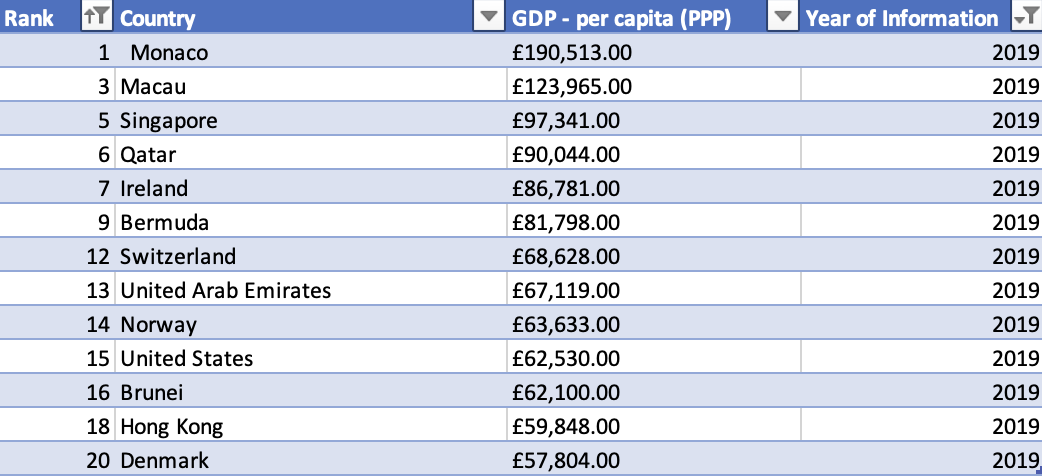 Rank Country GDP - per capita (PPP) Year of Information
1 Monaco £190,513.00 2019
3 Macau £123,965.00 2019
5 Singapore £97,341.00 2019
6 Qatar £90,044.00 2019
7 Ireland £86,781.00 2019
9 Bermuda £81,798.00 2019
12 Switzerland £68,628.00 2019
13 United Arab Emirates £67,119.00 2019
14 Norway £63,633.00 2019
15 United States £62,530.00 2019
16 Brunei £62,100.00 2019
18 Hong Kong £59,848.00 2019
20 Denmark £57,804.00 2019